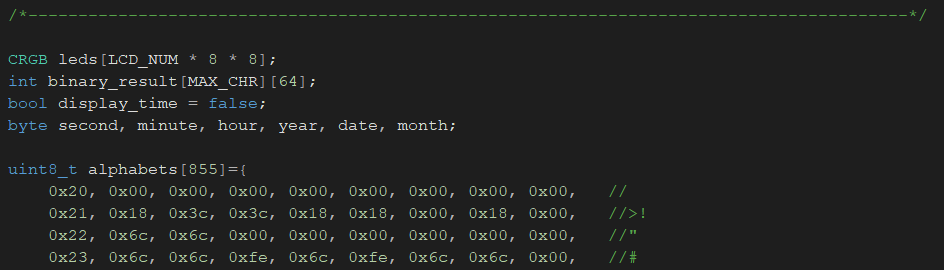 /*----------------------------------------------------------------------------------------*/
CRGB leds[LCD_NUM * 8 * 8];
int binary_result[MAX_CHR][64];
bool display_time = false;
byte second, minute, hour, year, date, month;
uint8_t alphabets[855]={
    0x20, 0x00, 0x00, 0x00, 0x00, 0x00, 0x00, 0x00, 0x00,   //
    0x21, 0x18, 0x3c, 0x3c, 0x18, 0x18, 0x00, 0x18, 0x00,   //>!
    0x22, 0x6c, 0x6c, 0x00, 0x00, 0x00, 0x00, 0x00, 0x00,   //"
    0x23, 0x6c, 0x6c, 0xfe, 0x6c, 0xfe, 0x6c, 0x6c, 0x00,   //#